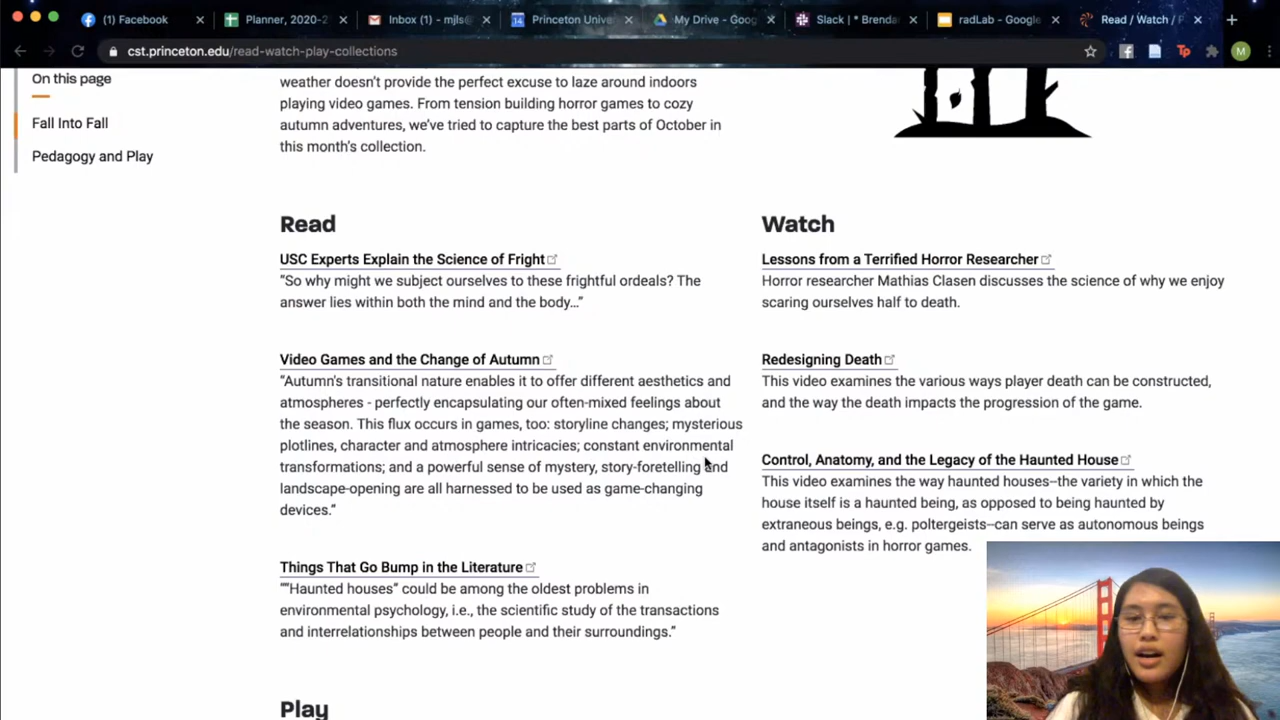 (1) Facebook
Planner, 2020-2
Inbox (1) - mjls@
14
Princeton Unive
My Drive - Goog
Slack | * Brenda
radLab - Google
Read / Watch / P
cst.princeton.edu/read-watch-play-collections
M
On this page
Fall Into Fall
Pedagogy and Play
weather doesn't provide the perfect excuse to laze around indoors
playing video games. From tension building horror games to cozy
autumn adventures, we've tried to capture the best parts of October in
this month's collection.
Read
USC Experts Explain the Science of Fright
“So why might we subject ourselves to these frightful ordeals? The
answer lies within both the mind and the body…”
Video Games and the Change of Autumn
“Autumn's transitional nature enables it to offer different aesthetics and
atmospheres - perfectly encapsulating our often-mixed feelings about
the season. This flux occurs in games, too: storyline changes; mysterious
plotlines, character and atmosphere intricacies; constant environmental
transformations; and a powerful sense of mystery, story-foretelling and
landscape-opening are all harnessed to be used as game-changing
devices.”
Things That Go Bump in the Literature
““Haunted houses” could be among the oldest problems in
environmental psychology, i.e., the scientific study of the transactions
and interrelationships between people and their surroundings.”
Play
Watch
Lessons from a Terrified Horror Researcher
Horror researcher Mathias Clasen discusses the science of why we enjoy
scaring ourselves half to death.
Redesigning Death
This video examines the various ways player death can be constructed,
and the way the death impacts the progression of the game.
Control, Anatomy, and the Legacy of the Haunted House
This video examines the way haunted houses–the variety in which the
house itself is a haunted being, as opposed to being haunted by
extraneous beings, e.g. poltergeists–can serve as autonomous beings
and antagonists in horror games.